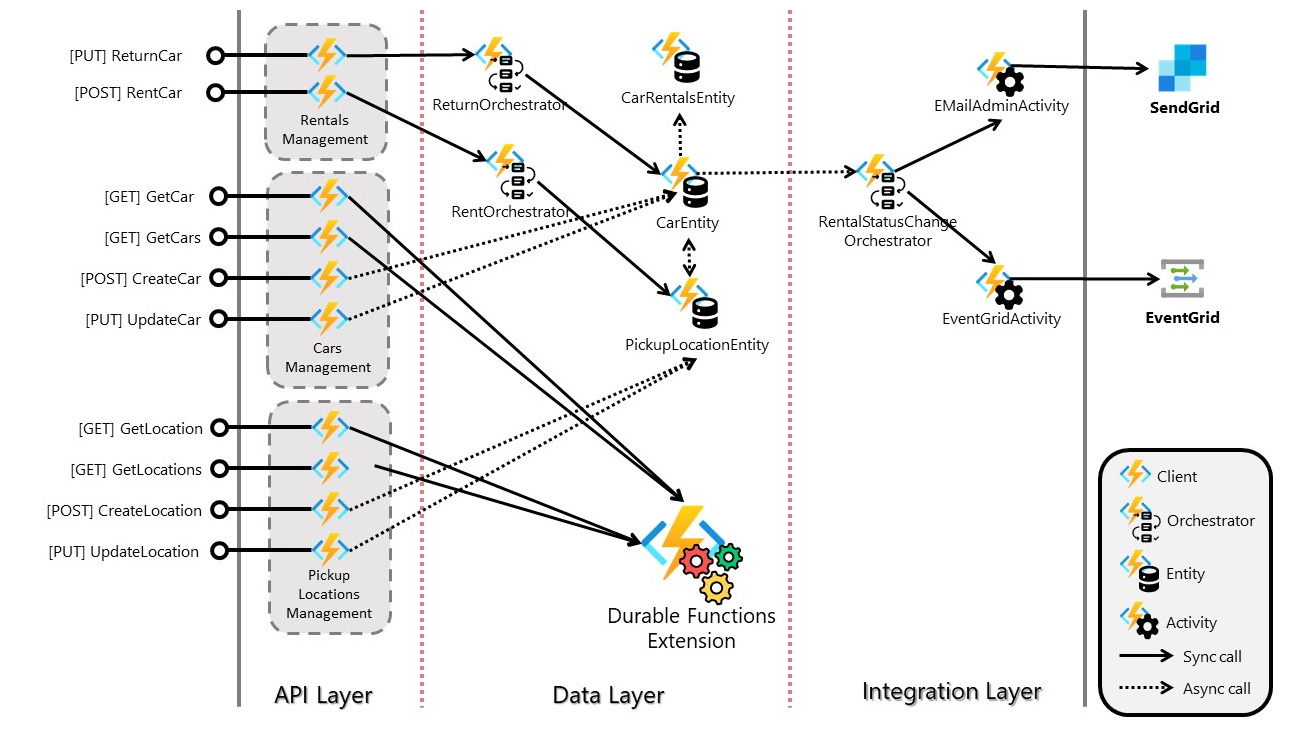 [PUT] ReturnCar
[POST] RentCar
Rentals
Management
[GET] GetCar
[GET] GetCars
[POST] CreateCar
[PUT] UpdateCar
Cars
Management
[GET] GetLocation
[GET] GetLocations
[POST] CreateLocation
[PUT] UpdateLocation
Pickup
Locations
Management
API Layer
ReturnOrchestrator
RentOrchestrator
CarRentalsEntity
CarEntity
PickupLocationEntity
Durable Functions
Extension
Data Layer
RentalStatusChange
Orchestrator
EMailAdminActivity
EventGridActivity
Integration Layer
SendGrid
EventGrid
Client
Orchestrator
Entity
Activity
Sync call
Async call